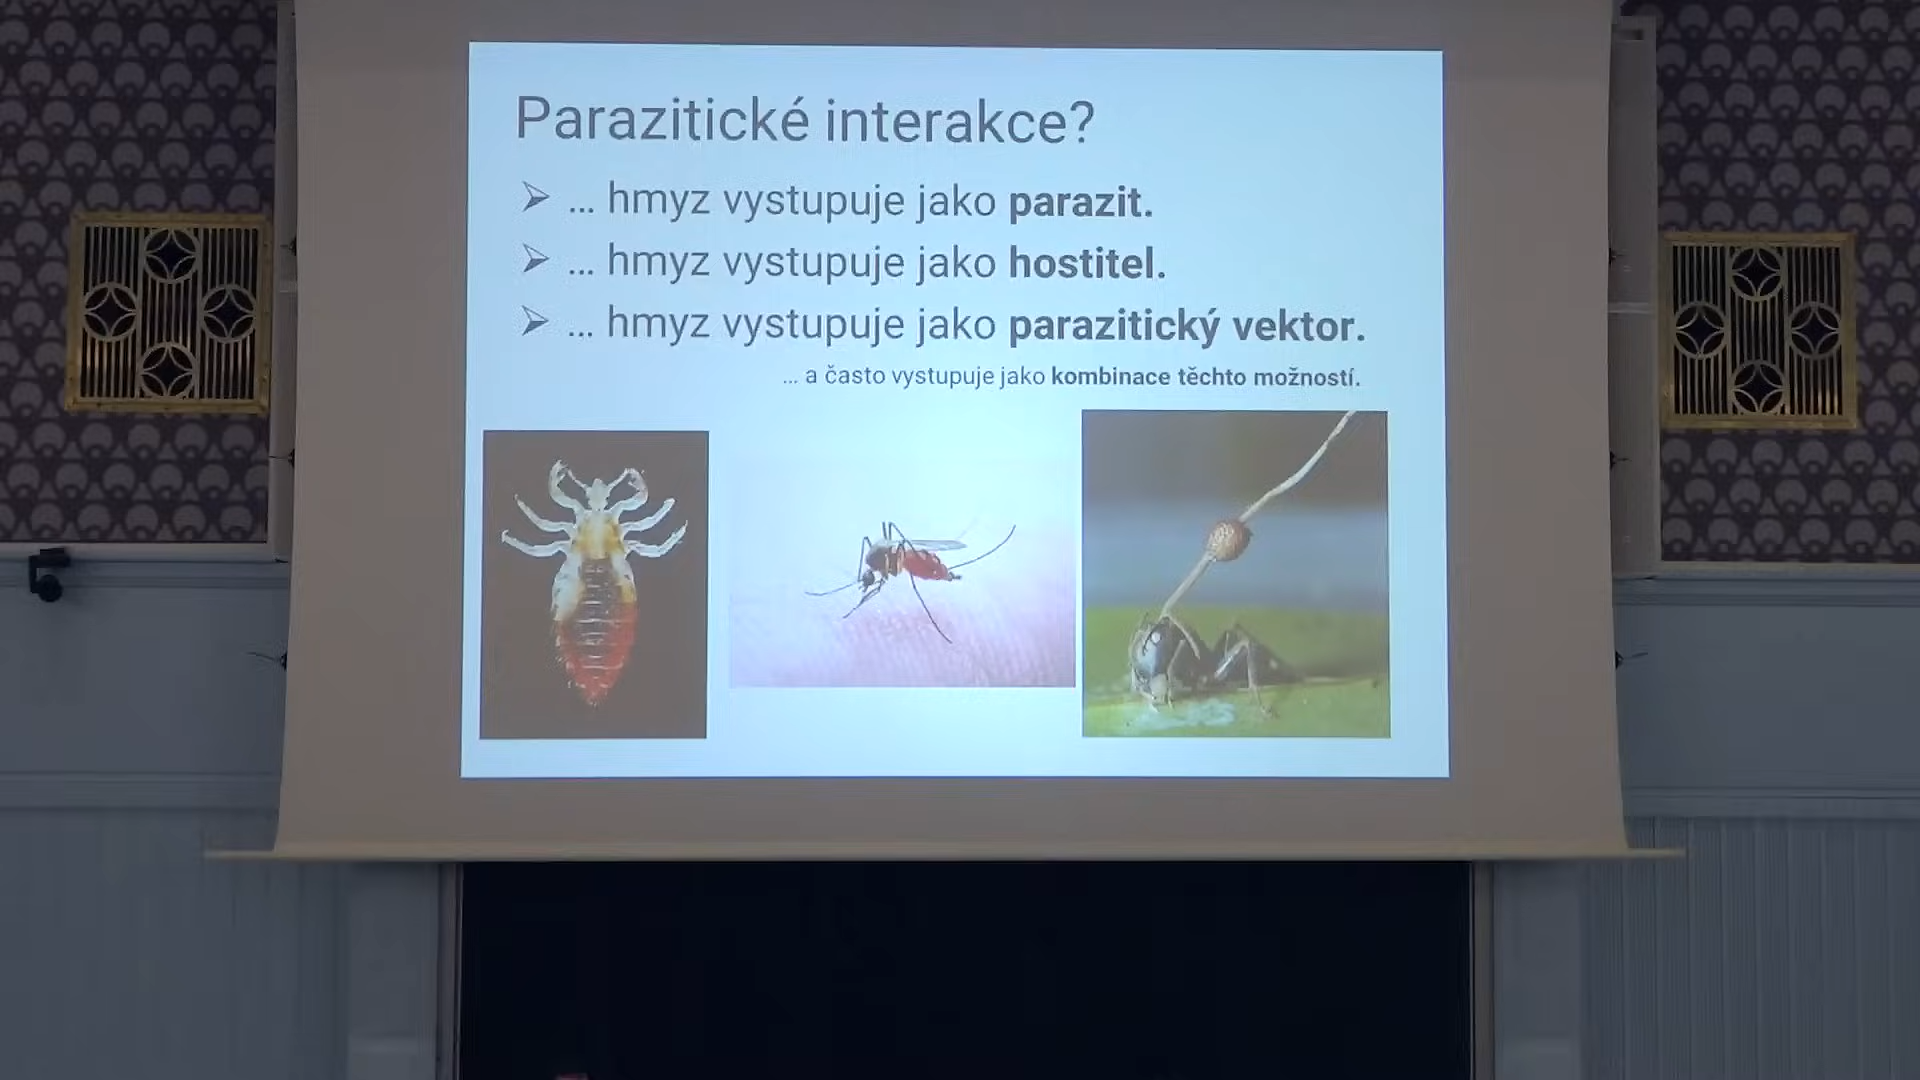 Parazitické interakce?
➢ ... hmyz vystupuje jako parazit.
➢ ... hmyz vystupuje jako hostitel.
➢ ... hmyz vystupuje jako parazitický vektor.
... a často vystupuje jako kombinace těchto možností.